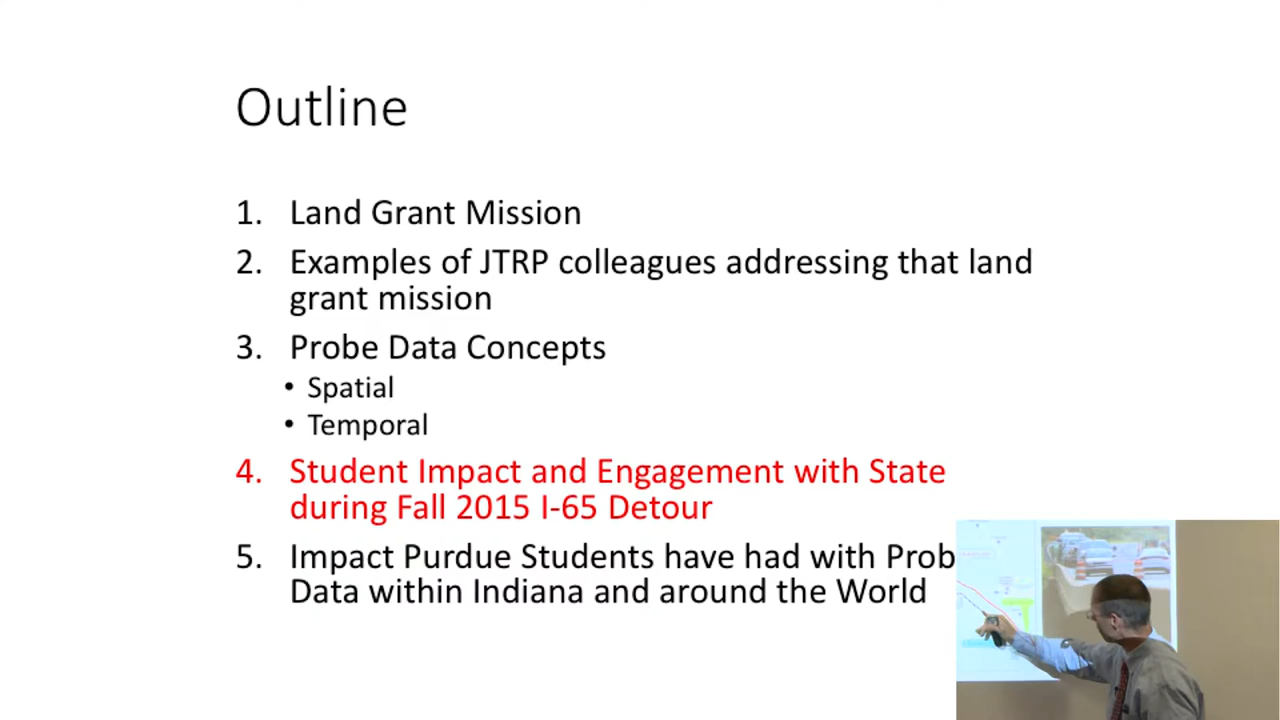 Outline
1. Land Grant Mission
2. Examples of JTRP colleagues addressing that land
grant mission
3. Probe Data Concepts
• Spatial
• Temporal
4. Student Impact and Engagement with State
during Fall 2015 I-65 Detour
5. Impact Purdue Students have had with Prob
Data within Indiana and around the World